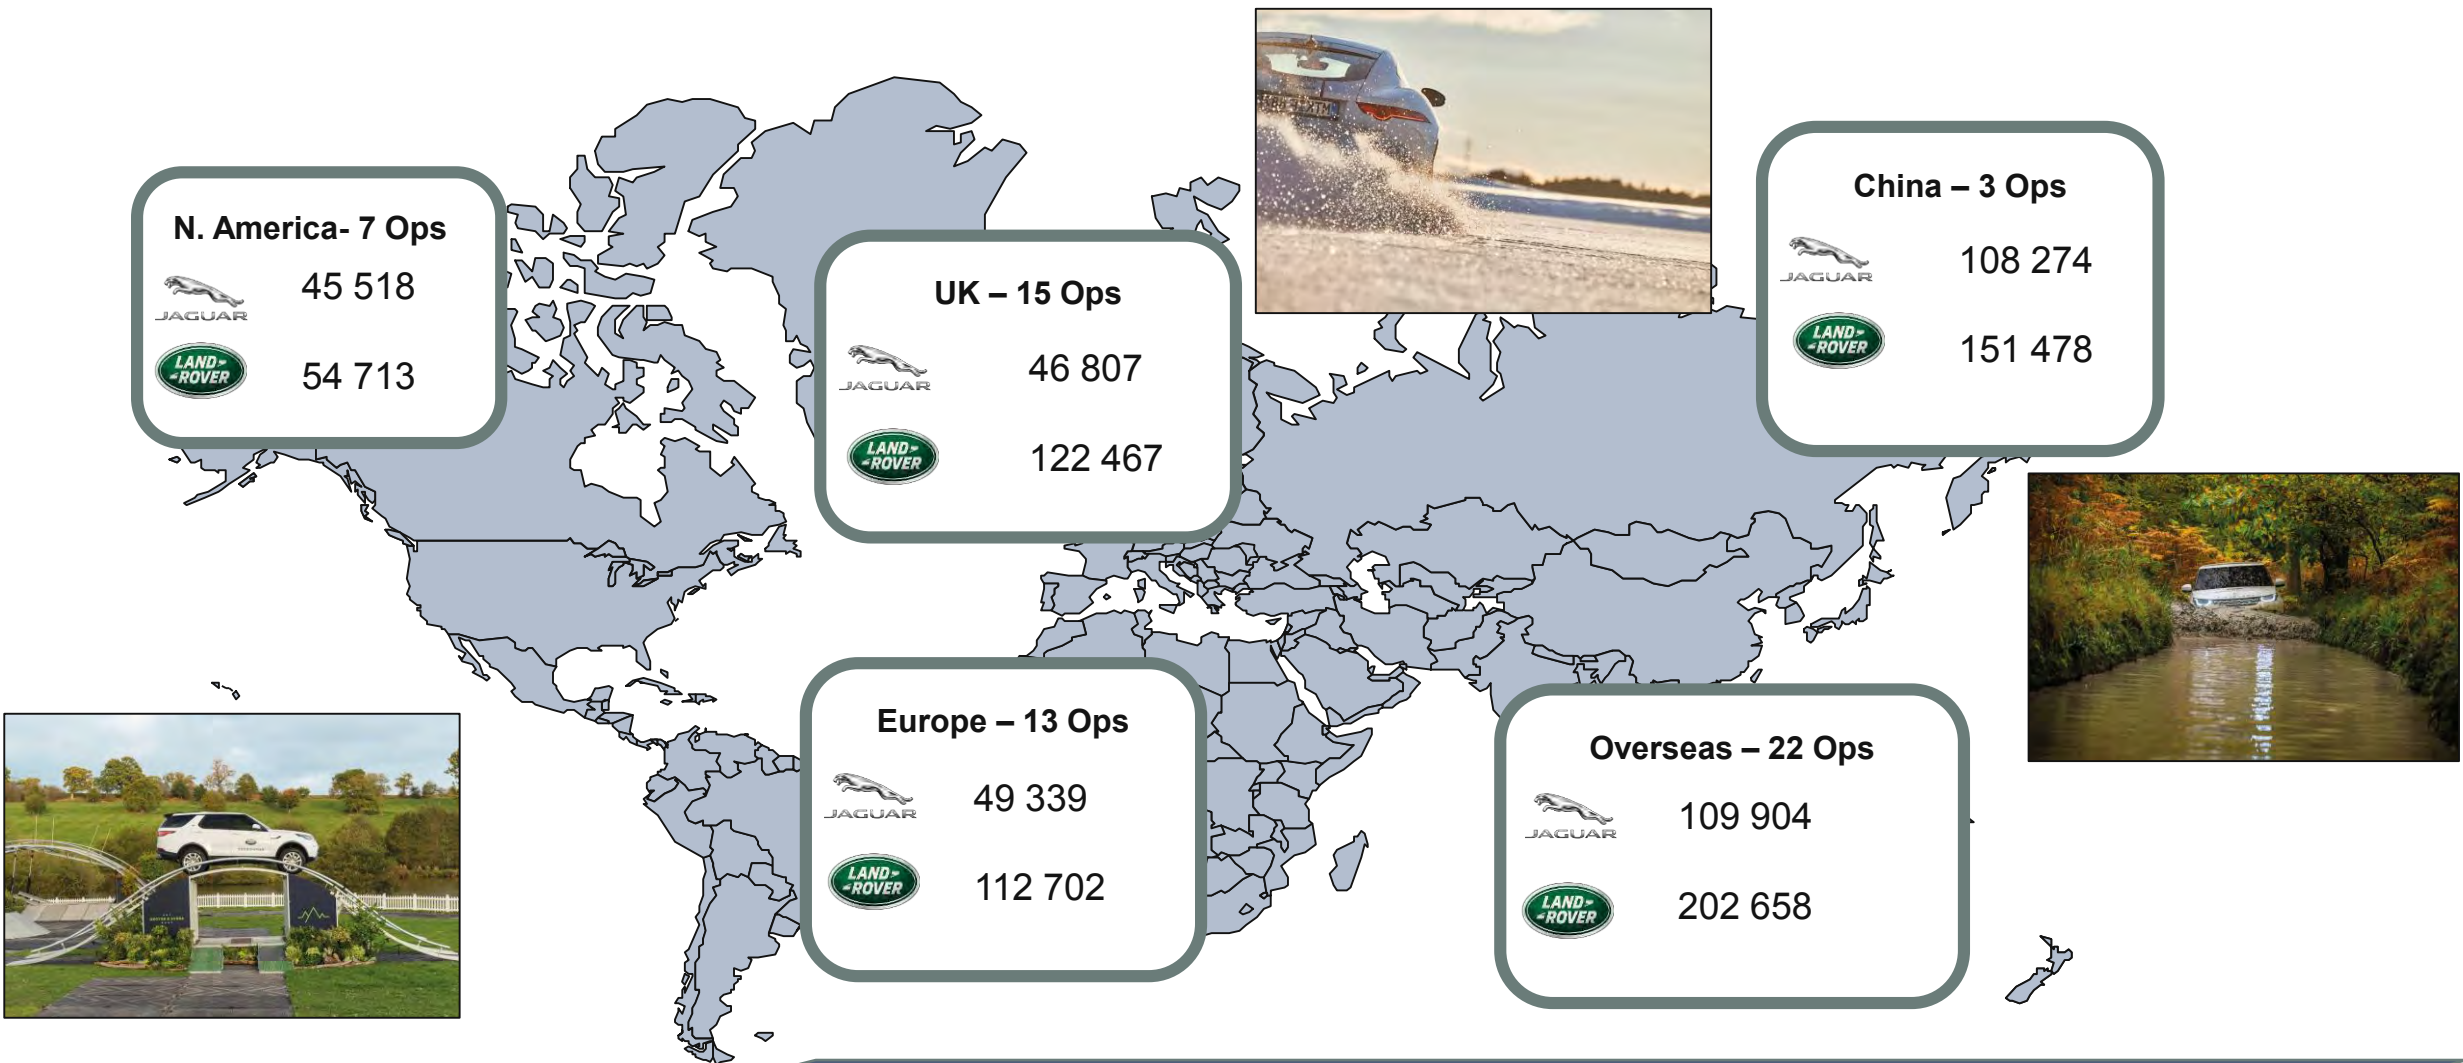 N. America- 7 Ops
JAGUAR
45 518
LAND-
-ROVER
54 713
UK – 15 Ops
JAGUAR
46 807
LAND-
-ROVER
122 467
China – 3 Ops
JAGUAR
108 274
LAND-
-ROVER
151 478
Europe – 13 Ops
JAGUAR
49 339
LAND-
-ROVER
112 702
Overseas – 22 Ops
JAGUAR
109 904
LAND-
-ROVER
202 658